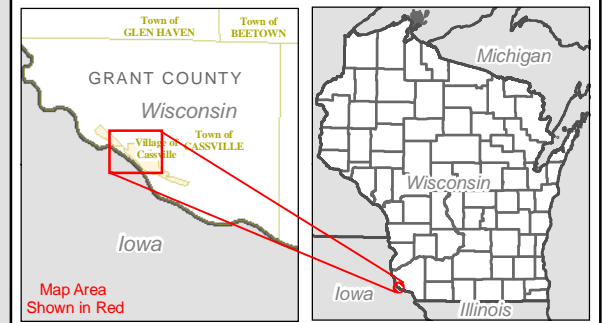 Town of
GLEN HAVEN
Town of
BEETOWN
GRANT COUNTY
Wisconsin
Village of
Cassville
Town of
CASSVILLE
Iowa
Map Area
Shown in Red
Michigan
Wisconsin
Iowa
Illinois